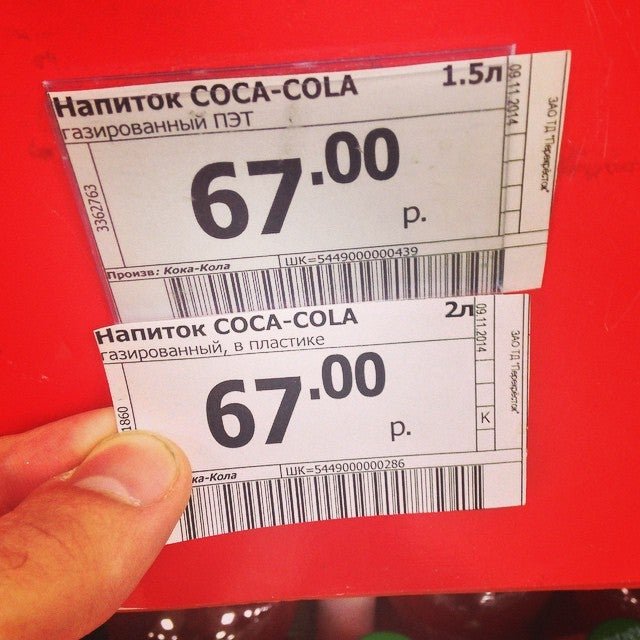 Напиток COCA-COLA 1.5л
газированный ПЭТ
67.00
р.
3362763
Произв: Кока-Кола
ШК=5449000000439
09.11.2014
ЗАО ТД "Перекрёсток"
Напиток COCA-COLA 2л
газированный, в пластике
67.00
р.
1860
ка-Кола
ШК=5449000000286
09.11.2014
К
ЗАО ТД "Перекрёсток"